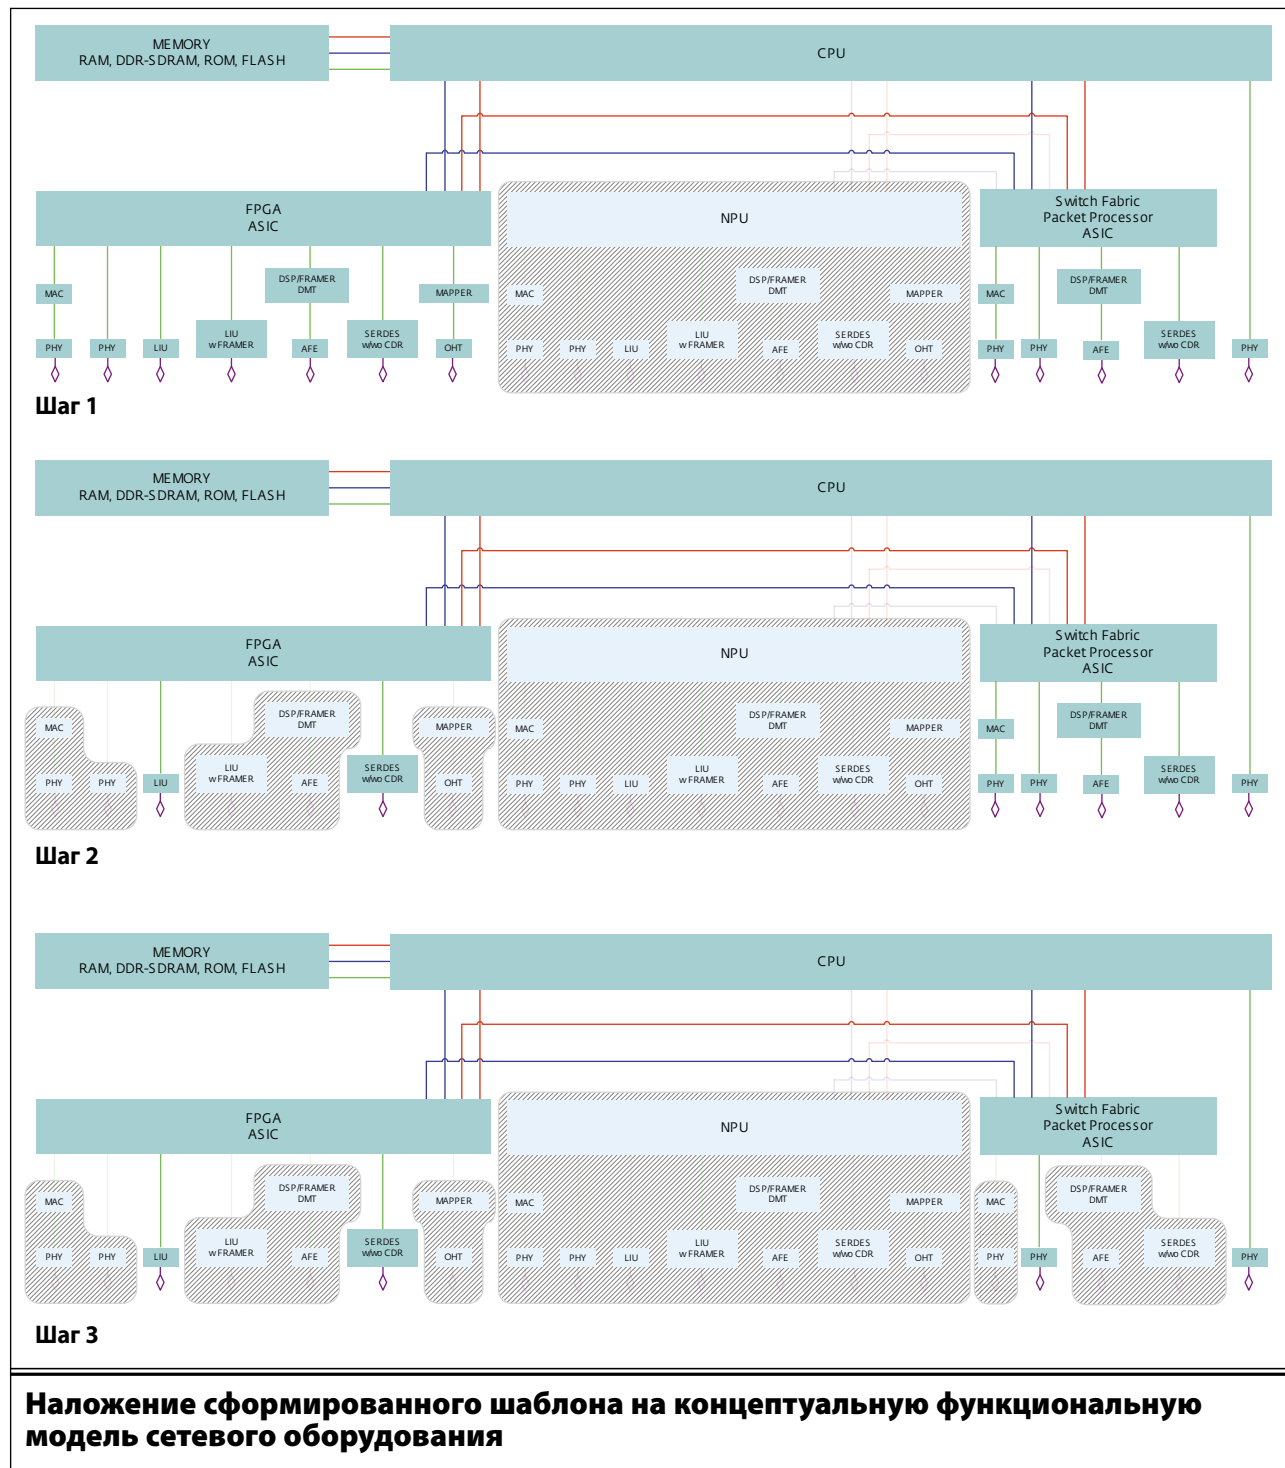 MEMORY
RAM, DDR-SDRAM, ROM, FLASH
CPU
FPGA
ASIC
NPU
Switch Fabric
Packet Processor
ASIC
MAC
DSP/FRAMER
DMT
MAPPER
MAC
DSP/FRAMER
DMT
MAPPER
MAC
DSP/FRAMER
DMT
PHY
PHY
LIU
LIU
w FRAMER
AFE
SERDES
w/wo CDR
OHT
PHY
PHY
LIU
LIU
w FRAMER
AFE
SERDES
w/wo CDR
OHT
PHY
PHY
AFE
SERDES
w/wo CDR
PHY
Шаг 1
MEMORY
RAM, DDR-SDRAM, ROM, FLASH
CPU
FPGA
ASIC
NPU
Switch Fabric
Packet Processor
ASIC
MAC
DSP/FRAMER
DMT
MAPPER
MAC
DSP/FRAMER
DMT
MAPPER
MAC
DSP/FRAMER
DMT
PHY
PHY
LIU
LIU
w FRAMER
AFE
SERDES
w/wo CDR
OHT
PHY
PHY
LIU
LIU
w FRAMER
AFE
SERDES
w/wo CDR
OHT
PHY
PHY
AFE
SERDES
w/wo CDR
PHY
Шаг 2
MEMORY
RAM, DDR-SDRAM, ROM, FLASH
CPU
FPGA
ASIC
NPU
Switch Fabric
Packet Processor
ASIC
MAC
DSP/FRAMER
DMT
MAPPER
MAC
DSP/FRAMER
DMT
MAPPER
MAC
DSP/FRAMER
DMT
PHY
PHY
LIU
LIU
w FRAMER
AFE
SERDES
w/wo CDR
OHT
PHY
PHY
LIU
LIU
w FRAMER
AFE
SERDES
w/wo CDR
OHT
PHY
PHY
AFE
SERDES
w/wo CDR
PHY
Шаг 3
Наложение сформированного шаблона на концептуальную функциональную
модель сетевого оборудования